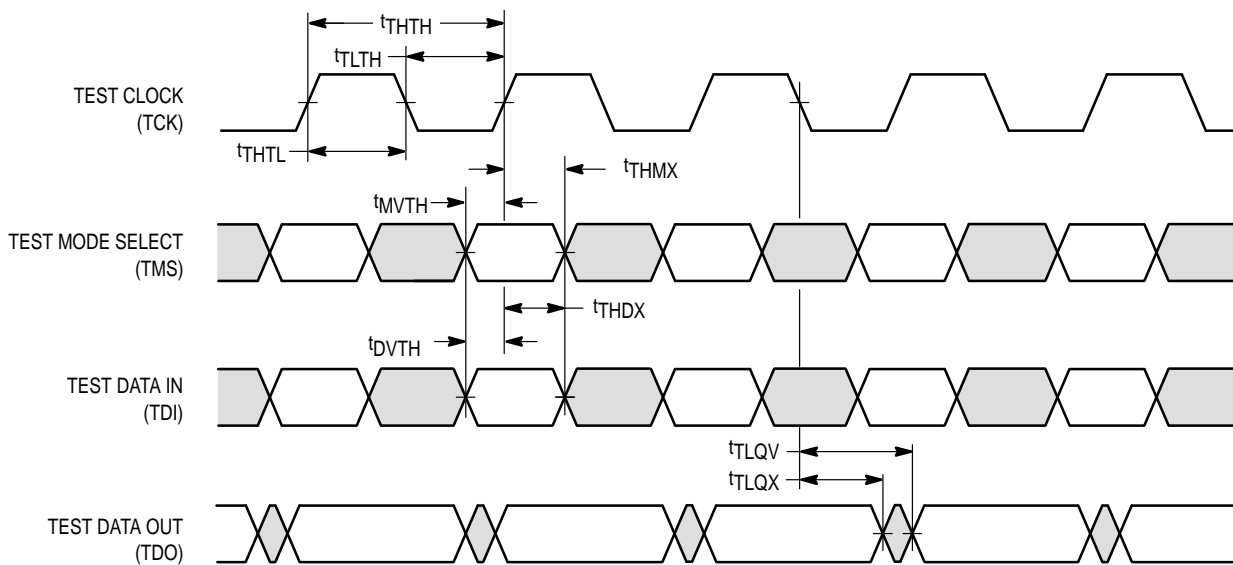 tTHTH
tTLTH
TEST CLOCK
(TCK)
tTHTL
tTHMX
tMVTH
TEST MODE SELECT
(TMS)
tTHDX
tDVTH
TEST DATA IN
(TDI)
tTLQV
tTLQX
TEST DATA OUT
(TDO)